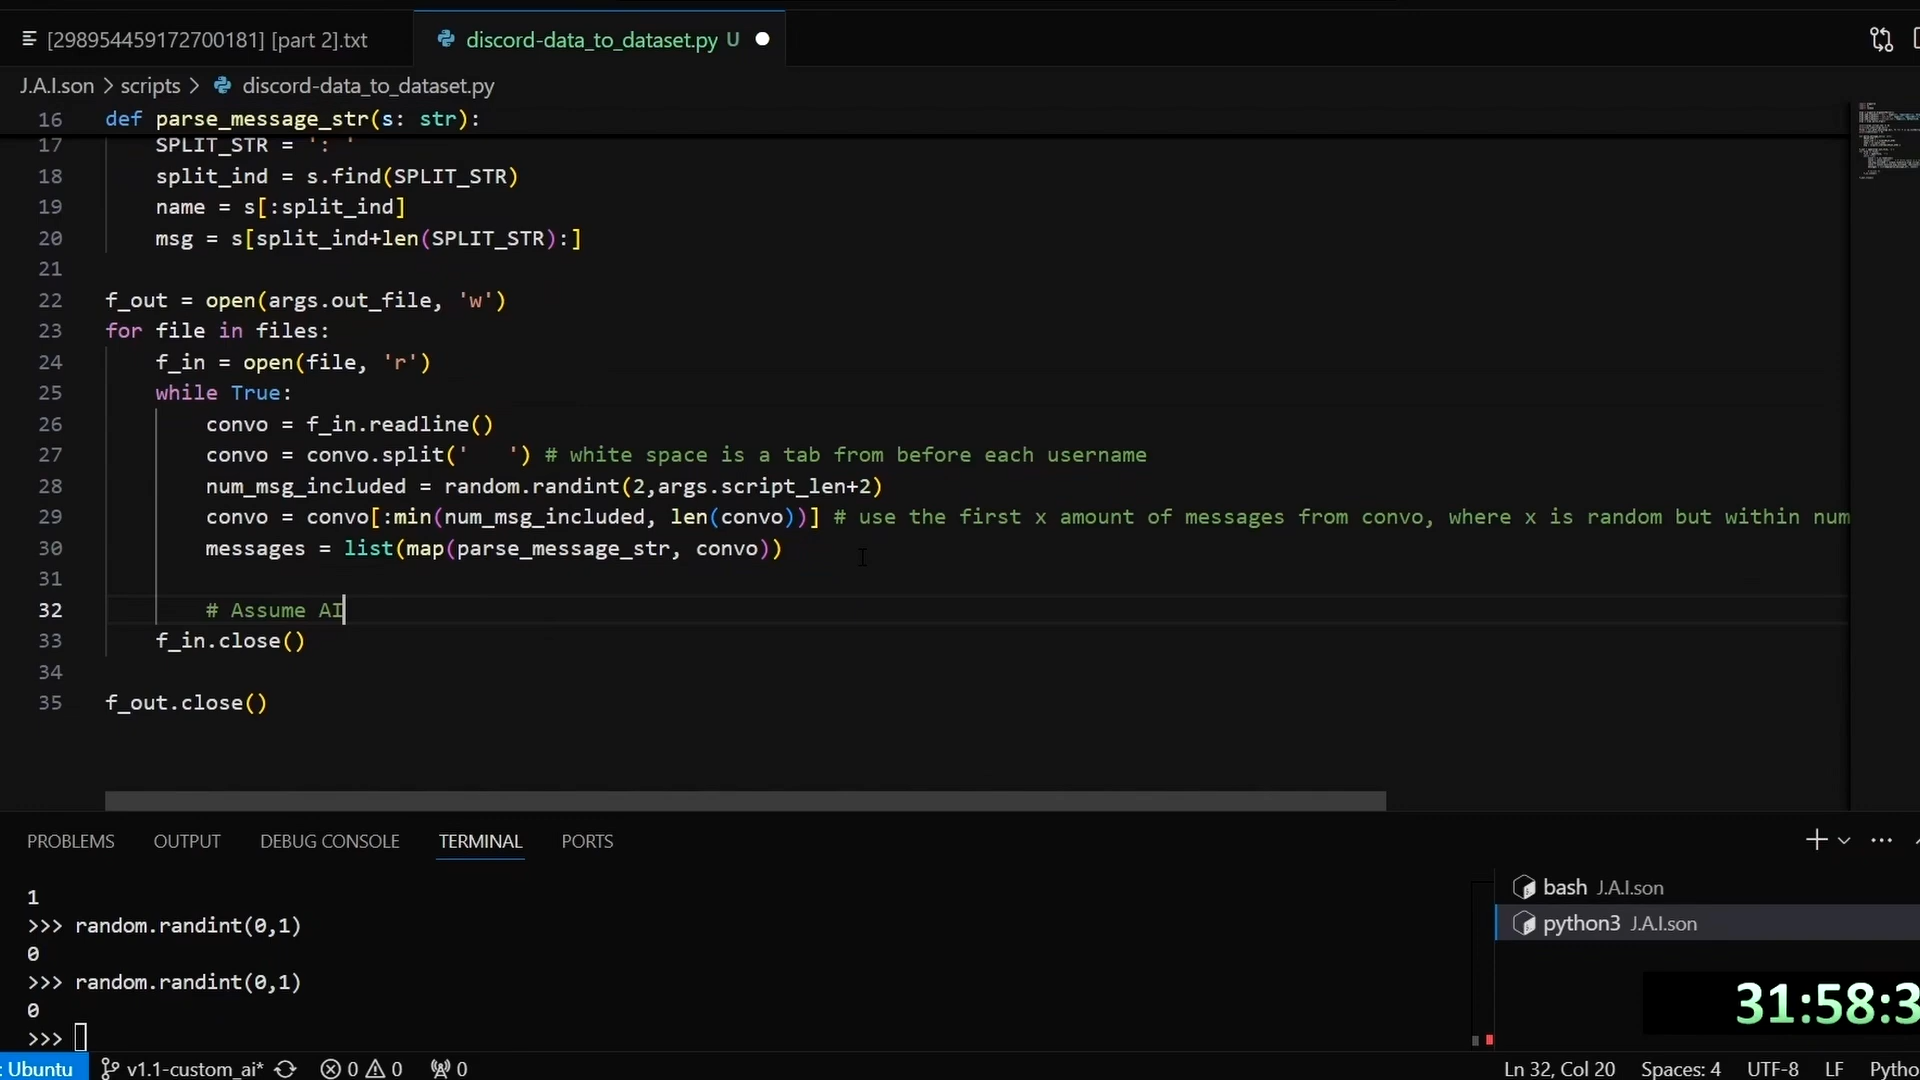 [298954459172700181] [part 2].txt
discord-data_to_dataset.py U
J.A.I.son > scripts > discord-data_to_dataset.py
16 def parse_message_str(s: str):
17 SPLIT_STR = ': '
18 split_ind = s.find(SPLIT_STR)
19 name = s[:split_ind]
20 msg = s[split_ind+len(SPLIT_STR):]
21
22 f_out = open(args.out_file, 'w')
23 for file in files:
24 f_in = open(file, 'r')
25 while True:
26 convo = f_in.readline()
27 convo = convo.split('   ') # white space is a tab from before each username
28 num_msg_included = random.randint(2,args.script_len+2)
29 convo = convo[:min(num_msg_included, len(convo))] # use the first x amount of messages from convo, where x is random but within num
30 messages = list(map(parse_message_str, convo))
31
32 # Assume AI
33 f_in.close()
34
35 f_out.close()
PROBLEMS OUTPUT DEBUG CONSOLE TERMINAL PORTS
1
>>> random.randint(0,1)
0
>>> random.randint(0,1)
0
>>>
bash J.A.I.son
python3 J.A.I.son
31:58:3
: Ubuntu v1.1-custom_ai* 0 0 0 Ln 32, Col 20 Spaces: 4 UTF-8 LF Pytho